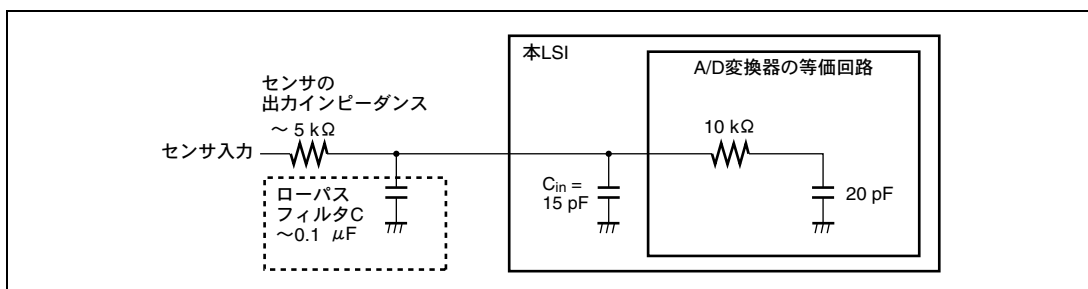 本LSI
A/D変換器の等価回路
センサの
出力インピーダンス
～ 5 kΩ
10 kΩ
センサ入力
ローパス
フィルタC
～0.1 μF
Cin =
15 pF
20 pF